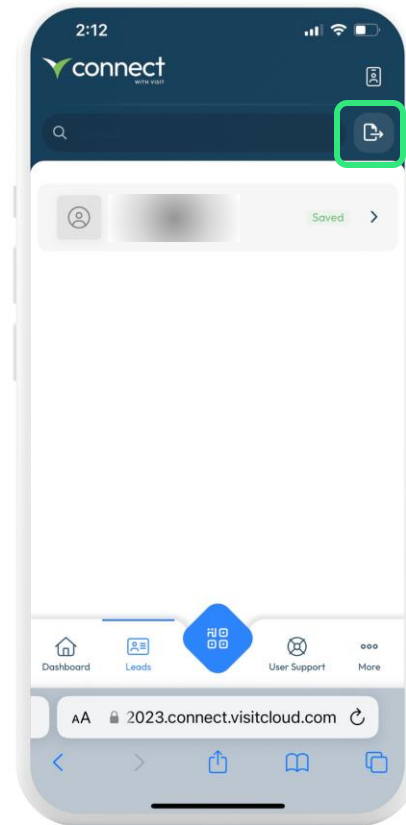 2:12
connect
WITH VISIT
Saved
Dashboard
Leads
User Support
More
AA 2023.connect.visitcloud.com